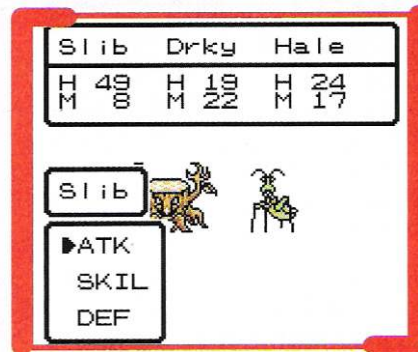 Slib Drky Hale
H 49 H 19 H 24
M 8 M 22 M 17
Slib
ATK
SKIL
DEF